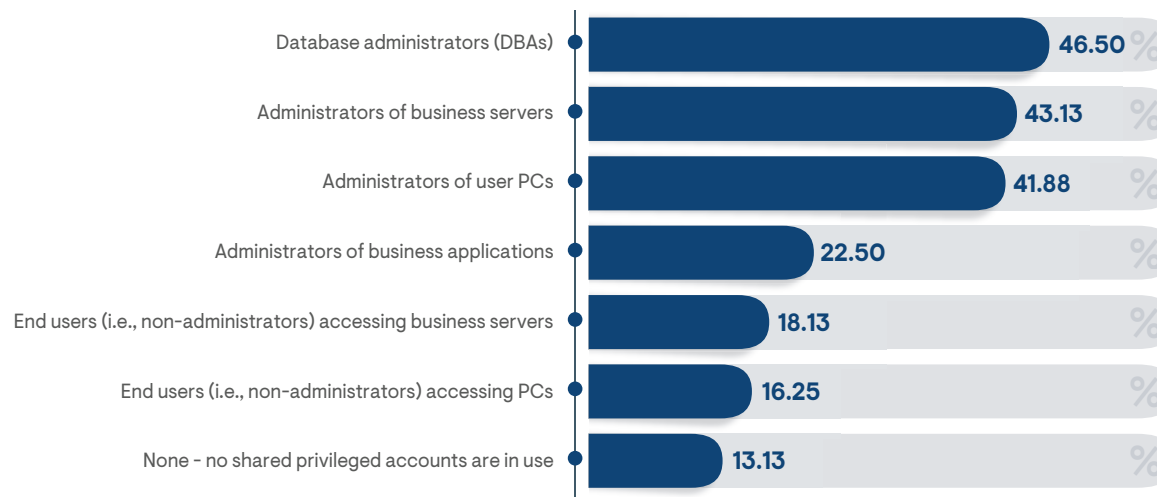 Database administrators (DBAs) 46.50 %
Administrators of business servers 43.13 %
Administrators of user PCs 41.88 %
Administrators of business applications 22.50 %
End users (i.e., non-administrators) accessing business servers 18.13 %
End users (i.e., non-administrators) accessing PCs 16.25 %
None - no shared privileged accounts are in use 13.13 %